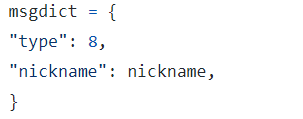 msgdict = {
"type": 8,
"nickname": nickname,
}